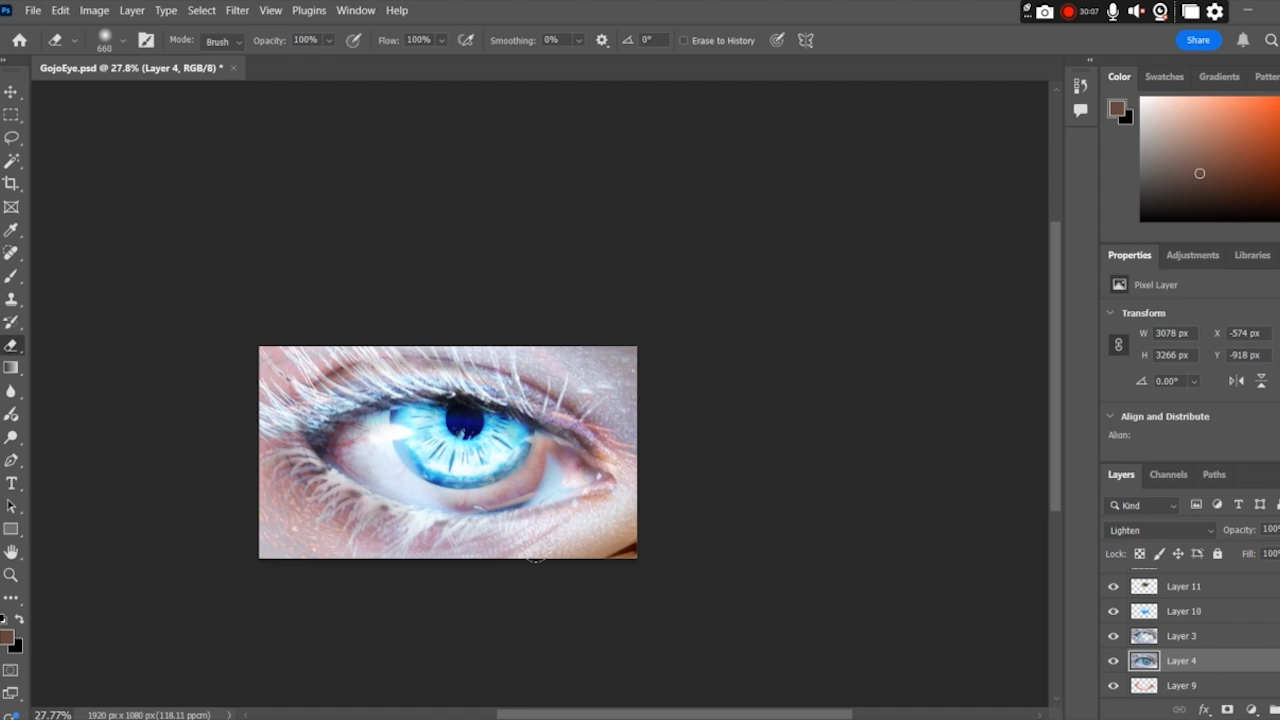 Ps File Edit Image Layer Type Select Filter View Plugins Window Help
30:07
660 Mode: Brush Opacity: 100% Flow: 100% Smoothing: 0% 0° Erase to History Share
GojoEye.psd @ 27.8% (Layer 4, RGB/8) * ×
Color Swatches Gradients Patter
Properties Adjustments Libraries
Pixel Layer
Transform
W 3078 px X -574 px
H 3266 px Y -918 px
0.00°
Align and Distribute
Align:
Layers Channels Paths
Kind
Lighten Opacity: 100%
Lock: Fill: 100%
Layer 11
Layer 10
Layer 3
Layer 4
Layer 9
fx
27.77% 1920 px x 1080 px (118.11 ppcm)